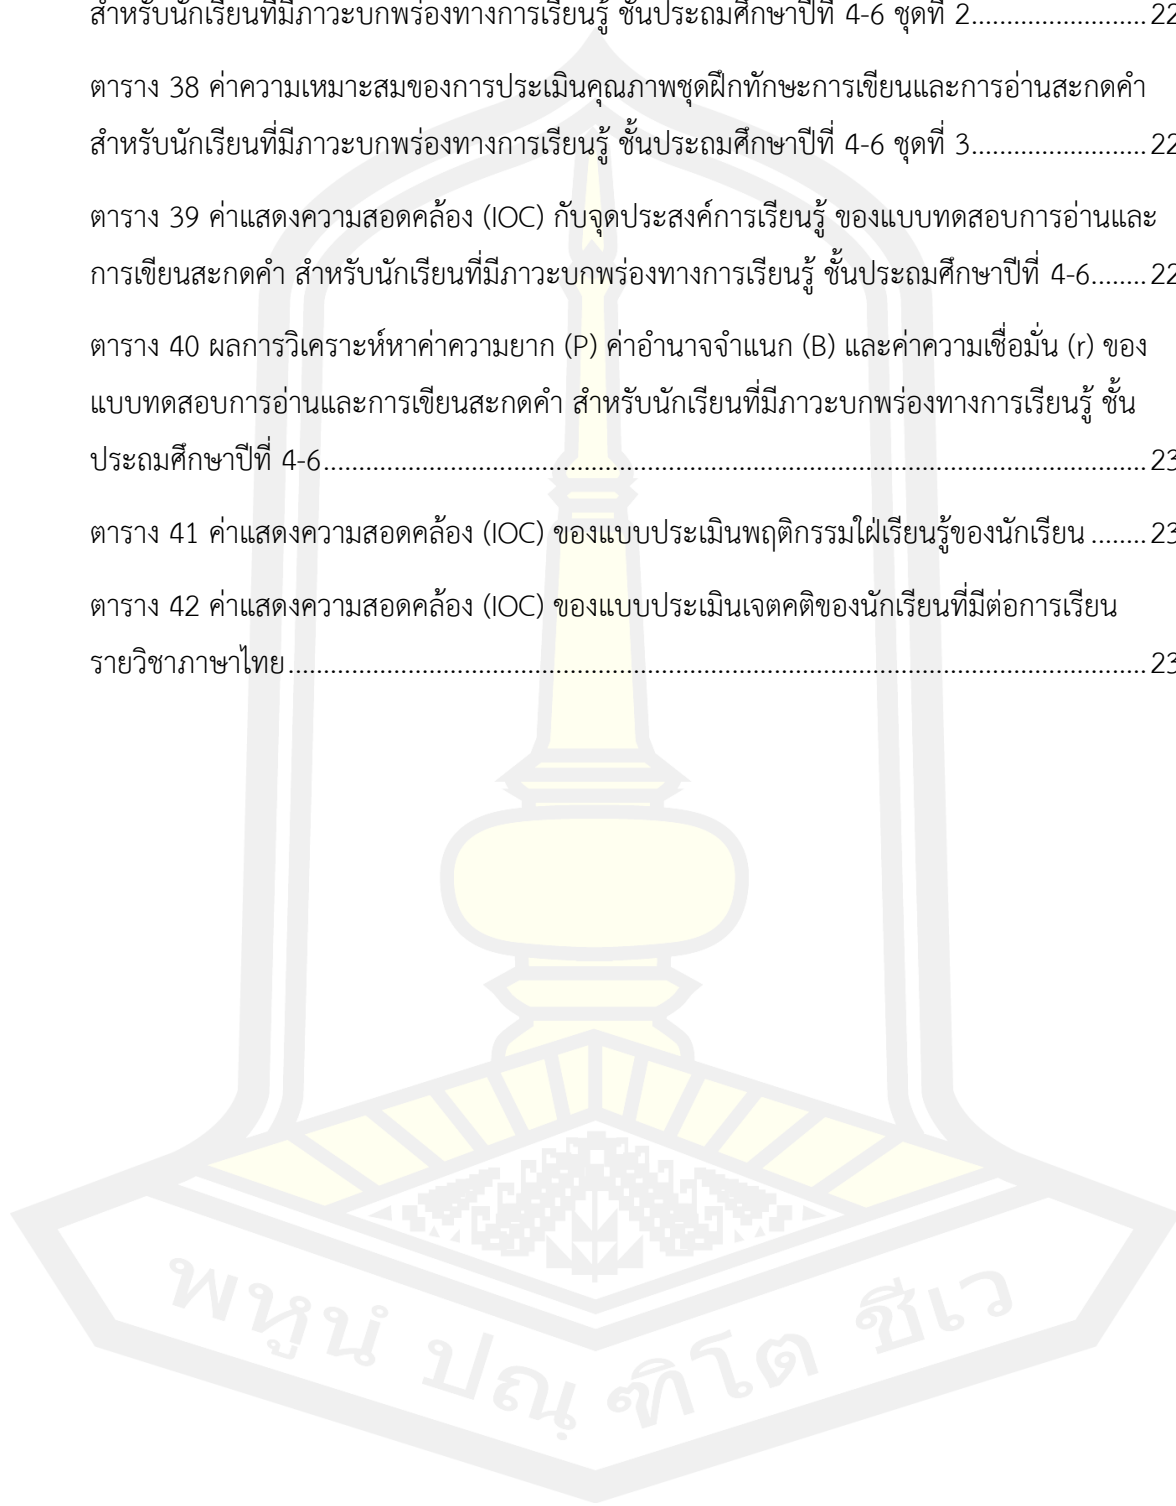 สำหรับนักเรียนที่มีภาวะบกพร่องทางการเรียนรู้ ชั้นประถมศึกษาปีที่ 4-6 ชุดที่ 2............................22
ตาราง 38 ค่าความเหมาะสมของการประเมินคุณภาพชุดฝึกทักษะการเขียนและการอ่านสะกดคำ
สำหรับนักเรียนที่มีภาวะบกพร่องทางการเรียนรู้ ชั้นประถมศึกษาปีที่ 4-6 ชุดที่ 3............................22
ตาราง 39 ค่าแสดงความสอดคล้อง (IOC) กับจุดประสงค์การเรียนรู้ ของแบบทดสอบการอ่านและ
การเขียนสะกดคำ สำหรับนักเรียนที่มีภาวะบกพร่องทางการเรียนรู้ ชั้นประถมศึกษาปีที่ 4-6........22
ตาราง 40 ผลการวิเคราะห์หาค่าความยาก (P) ค่าอำนาจจำแนก (B) และค่าความเชื่อมั่น (r) ของ
แบบทดสอบการอ่านและการเขียนสะกดคำ สำหรับนักเรียนที่มีภาวะบกพร่องทางการเรียนรู้ ชั้น
ประถมศึกษาปีที่ 4-6........................................................................................................................23
ตาราง 41 ค่าแสดงความสอดคล้อง (IOC) ของแบบประเมินพฤติกรรมใฝ่เรียนรู้ของนักเรียน ........23
ตาราง 42 ค่าแสดงความสอดคล้อง (IOC) ของแบบประเมินเจตคติของนักเรียนที่มีต่อการเรียน
รายวิชาภาษาไทย............................................................................................................................23
พหูนํ ปณฺฑิโต ชีเว